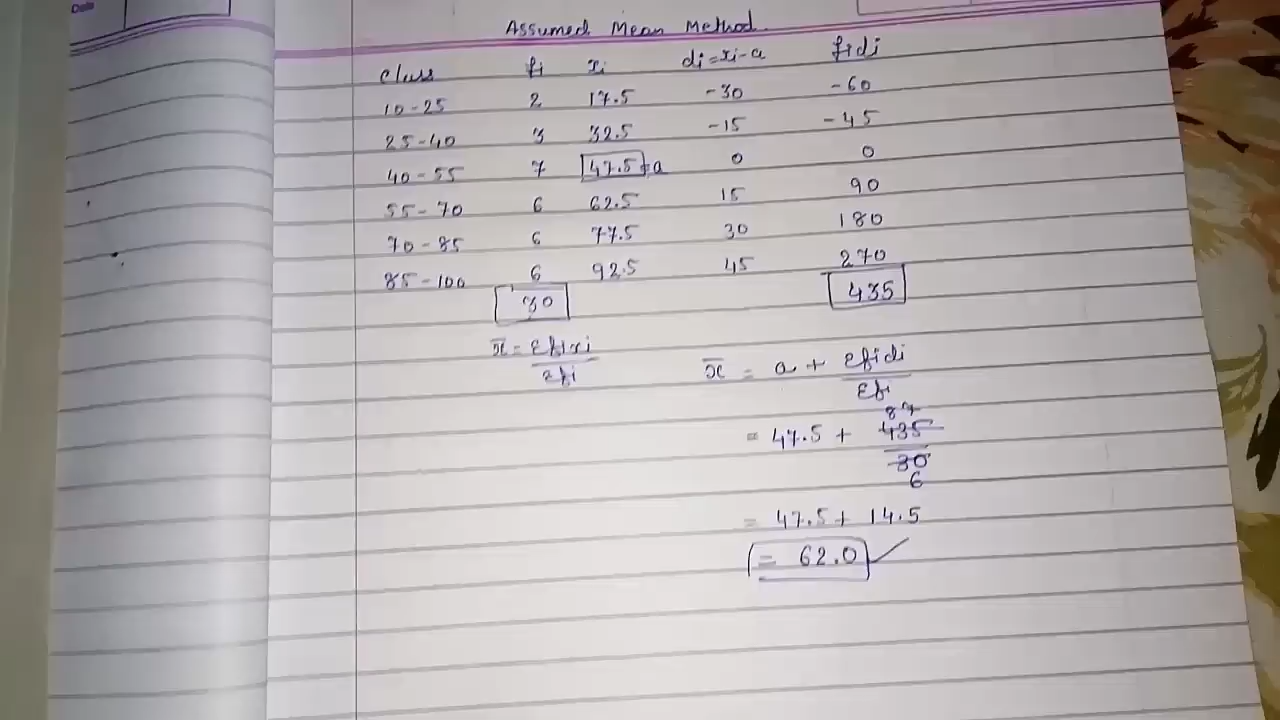 Date
Assumed Mean Method
class fi xi di=xi-a fidi
10-25 2 17.5 -30 -60
25-40 3 32.5 -15 -45
40-55 7 47.5=a 0 0
55-70 6 62.5 15 90
70-85 6 77.5 30 180
85-100 6 92.5 45 270
30 435
x̄ = Σfixi/Σfi
x̄ = a + Σfidi/Σfi
87
= 47.5 + 435/30
6
= 47.5 + 14.5
= 62.0 ✓